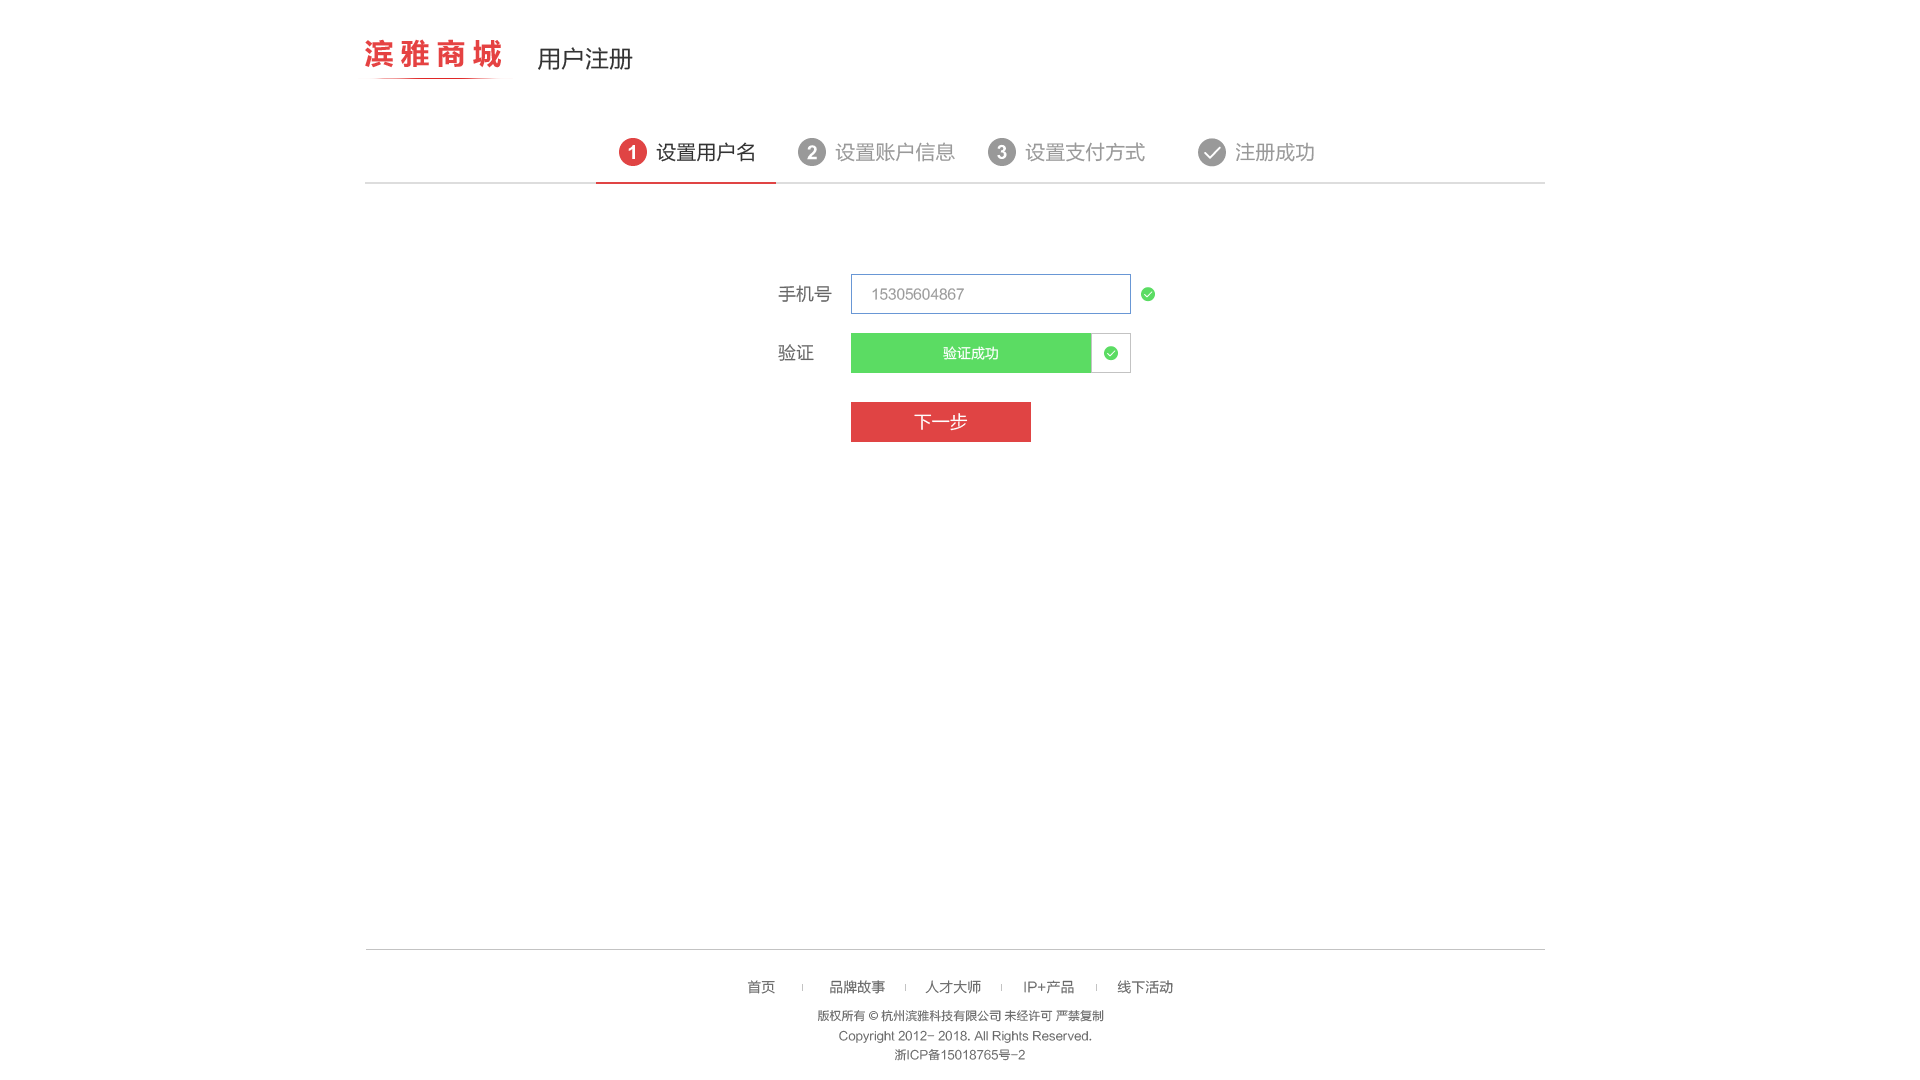 滨雅商城 用户注册
1 设置用户名 2 设置账户信息 3 设置支付方式 注册成功
手机号 15305604867
验证 验证成功
下一步
首页 品牌故事 人才大师 IP+产品 线下活动
版权所有 © 杭州滨雅科技有限公司 未经许可 严禁复制
Copyright 2012- 2018. All Rights Reserved.
浙ICP备15018765号-2